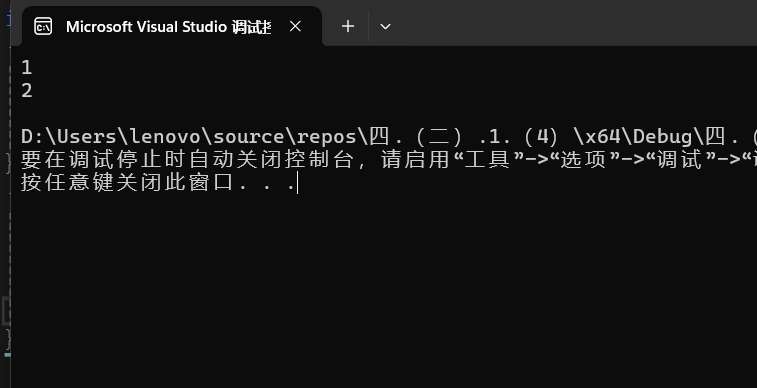 Microsoft Visual Studio 调试
1
2
D:\Users\lenovo\source\repos\四.（二）.1.（4）\x64\Debug\四.（
要在调试停止时自动关闭控制台，请启用“工具”->“选项”->“调试”->“
按任意键关闭此窗口. . .